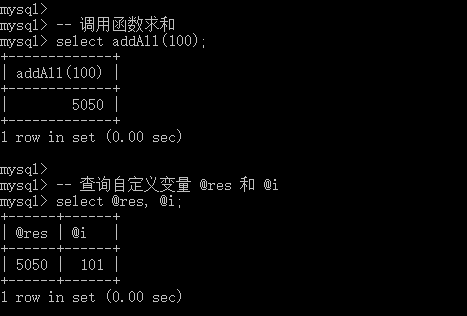 mysql>
mysql> -- 调用函数求和
mysql> select addAll(100);
+-------------+
| addAll(100) |
+-------------+
|        5050 |
+-------------+
1 row in set (0.00 sec)

mysql>
mysql> -- 查询自定义变量 @res 和 @i
mysql> select @res, @i;
+------+------+
| @res | @i   |
+------+------+
| 5050 |  101 |
+------+------+
1 row in set (0.00 sec)